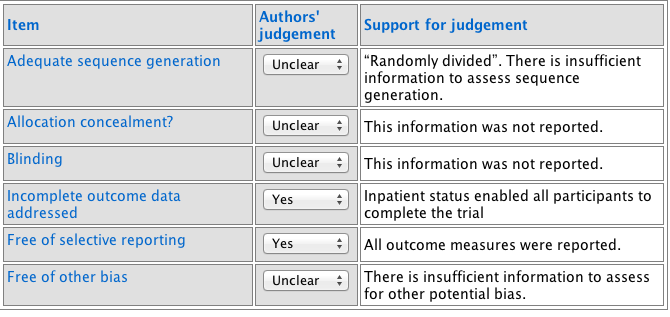 Item
Authors'
judgement
Support for judgement
Adequate sequence generation
Unclear
“Randomly divided”. There is insufficient
information to assess sequence
generation.
Allocation concealment?
Unclear
This information was not reported.
Blinding
Unclear
This information was not reported.
Incomplete outcome data
addressed
Yes
Inpatient status enabled all participants to
complete the trial
Free of selective reporting
Yes
All outcome measures were reported.
Free of other bias
Unclear
There is insufficient information to assess
for other potential bias.